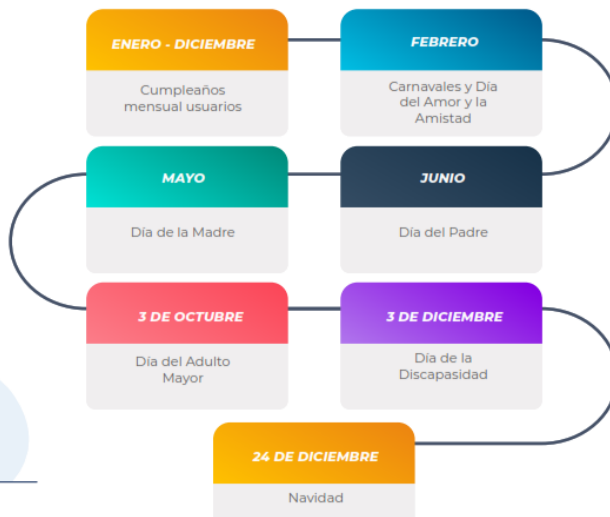 ENERO - DICIEMBRE
Cumpleaños
mensual usuarios
FEBRERO
Carnavales y Día
del Amor y la
Amistad
MAYO
Día de la Madre
JUNIO
Día del Padre
3 DE OCTUBRE
Día del Adulto
Mayor
3 DE DICIEMBRE
Día de la
Discapasidad
24 DE DICIEMBRE
Navidad